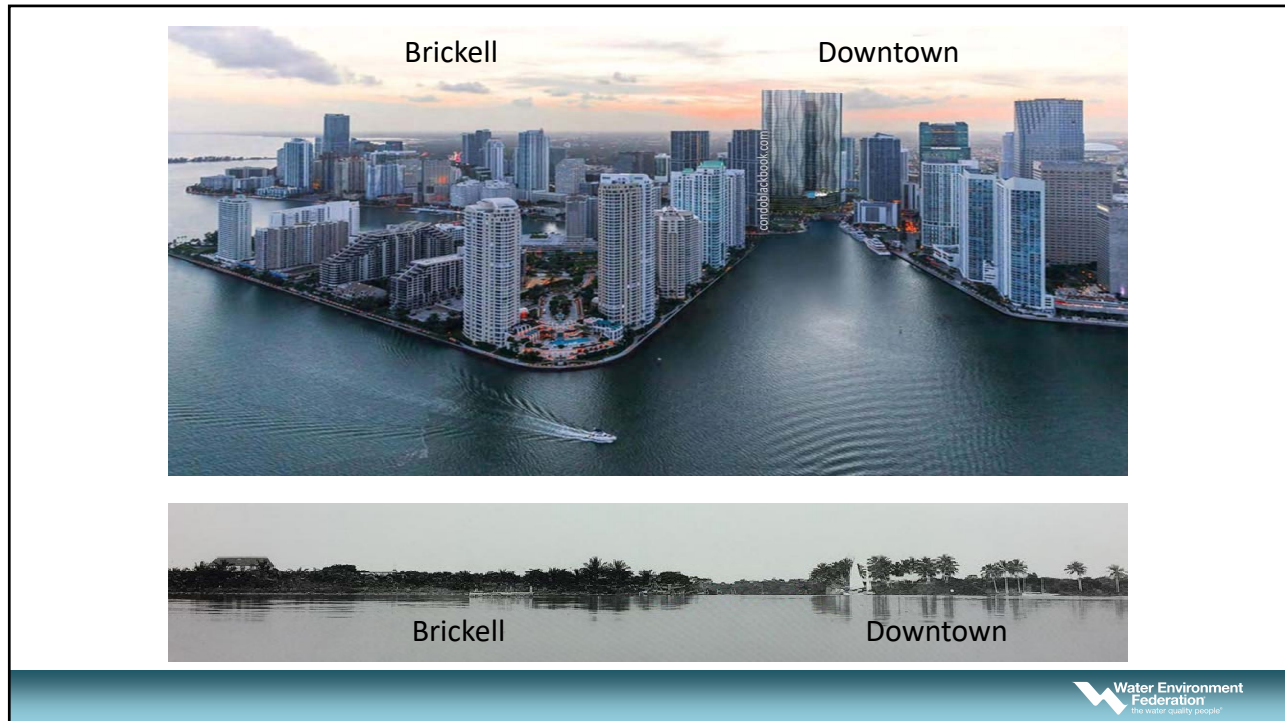 Brickell
Downtown
condoblackbook.com
Brickell
Downtown
Water Environment
Federation
the water quality people®